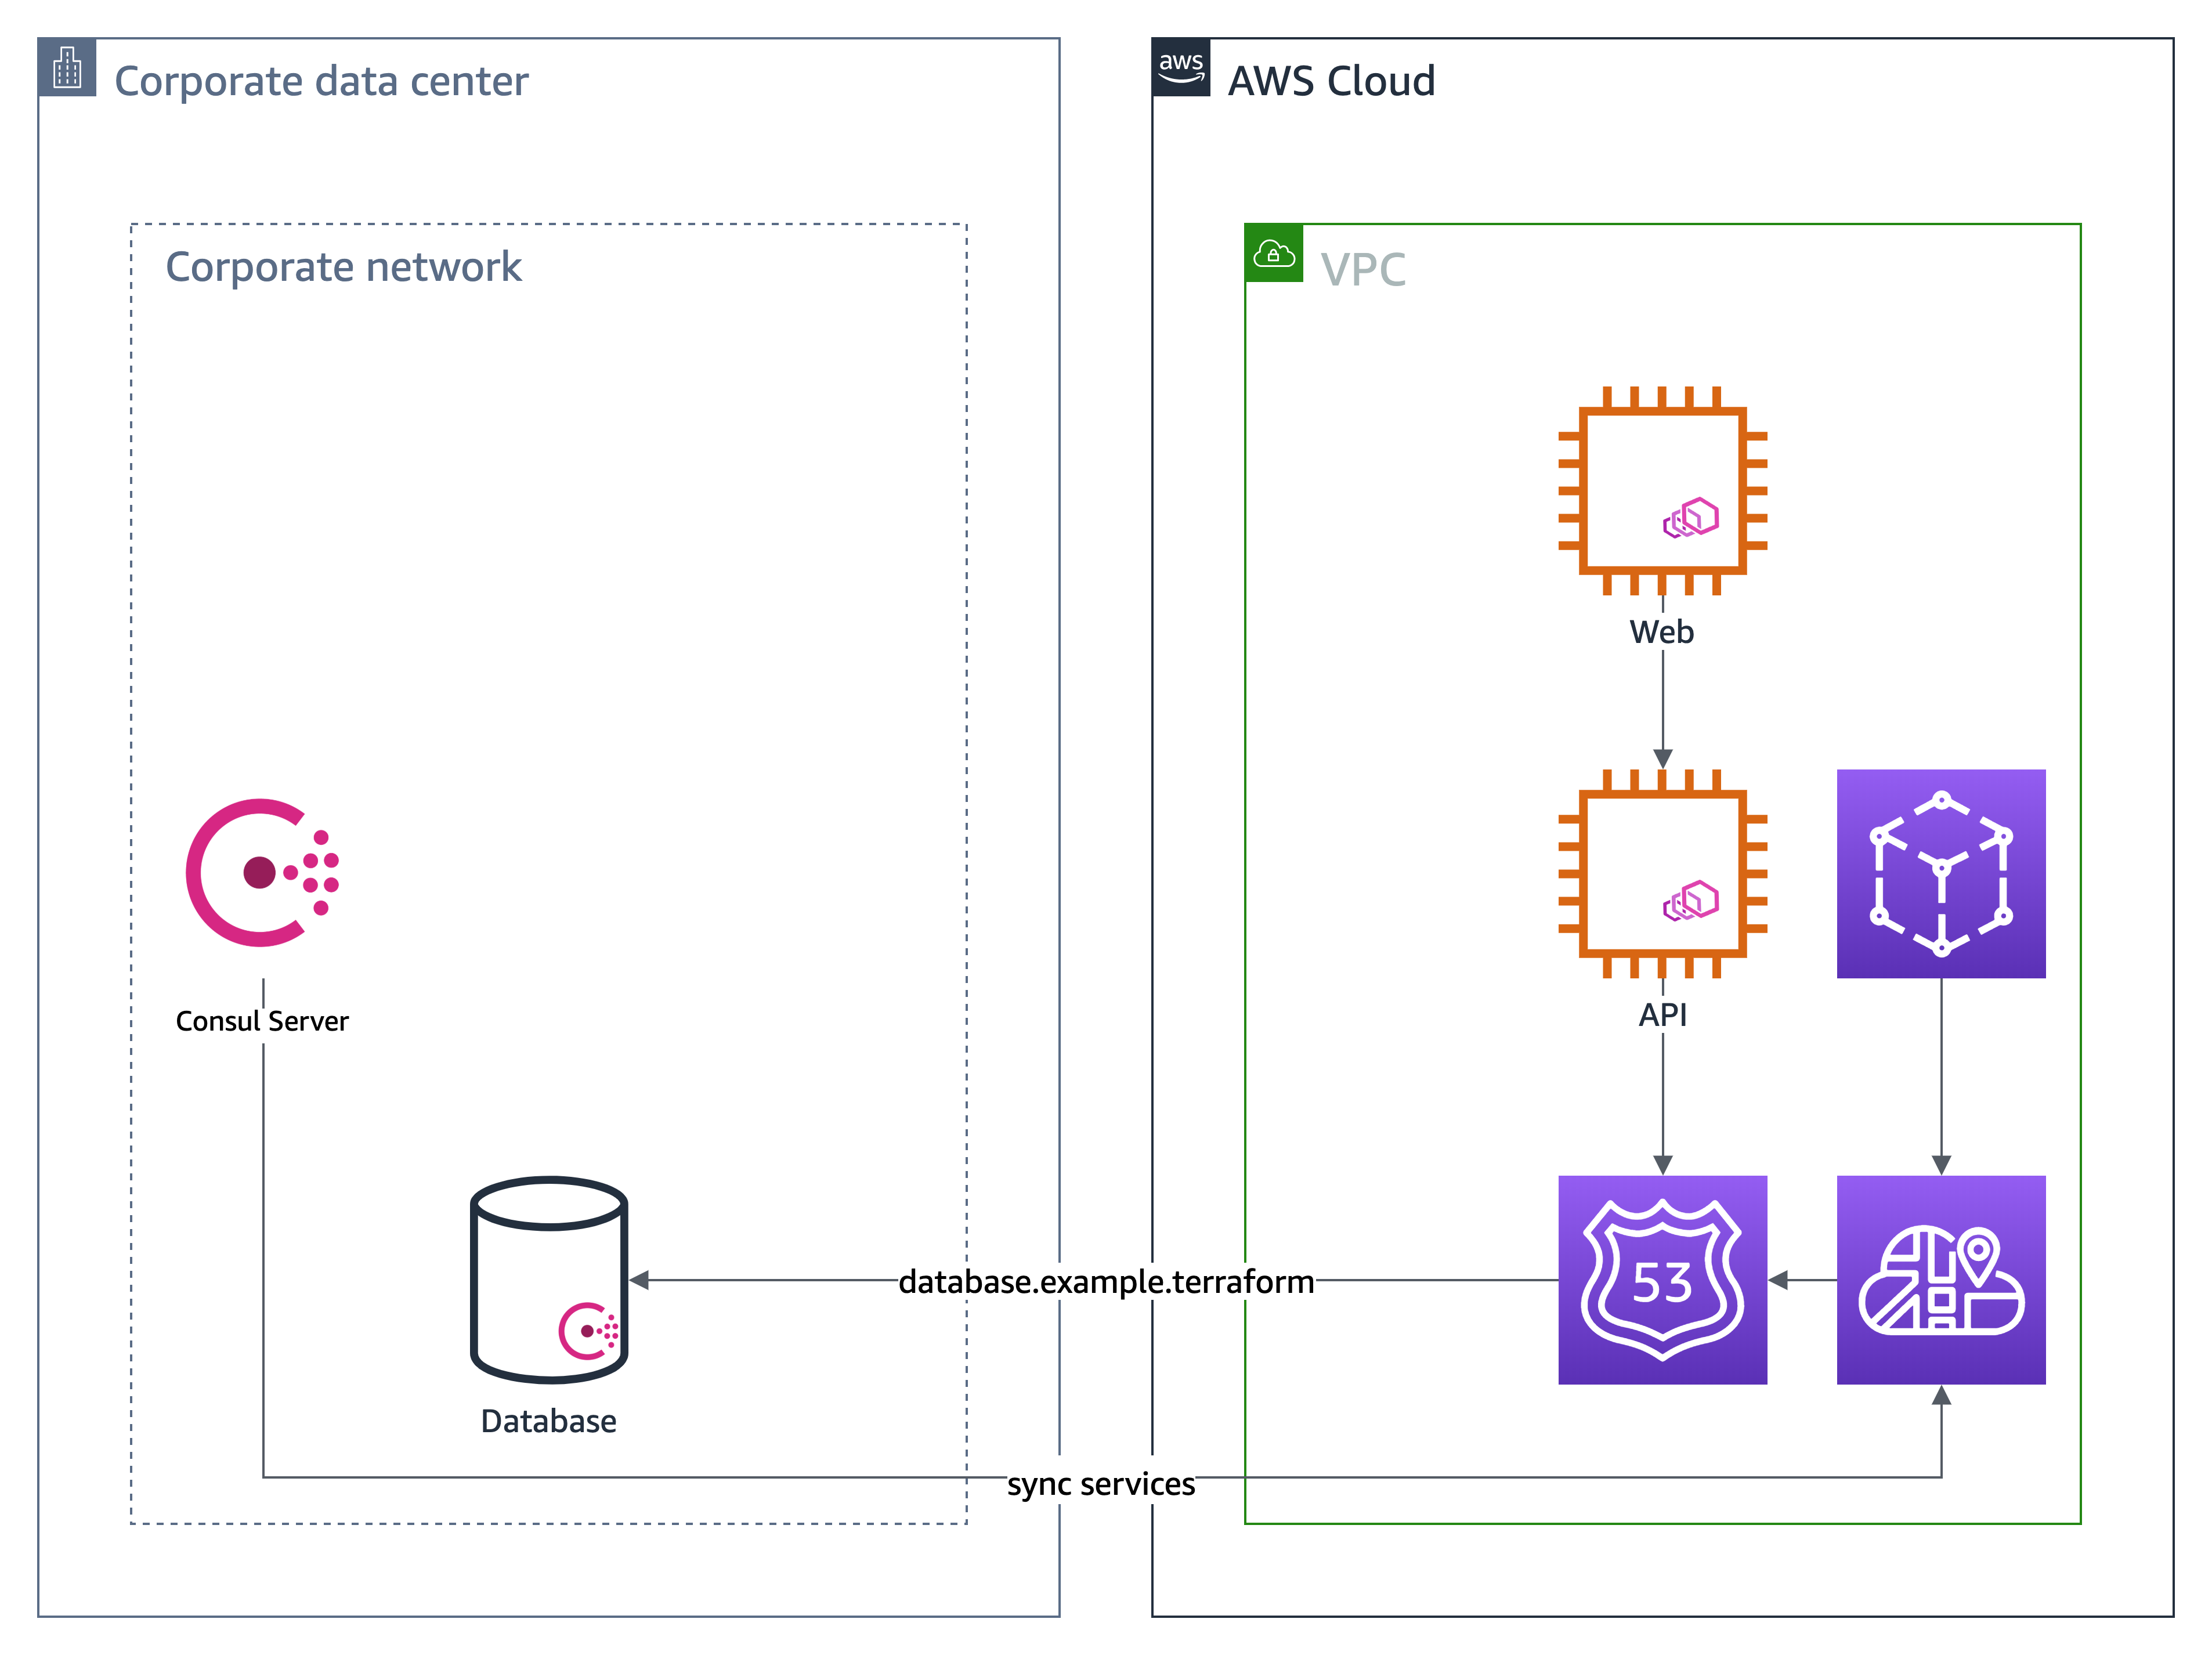 Corporate data center
aws
AWS Cloud
Corporate network
VPC
Web
API
Consul Server
53
database.example.terraform
Database
sync services